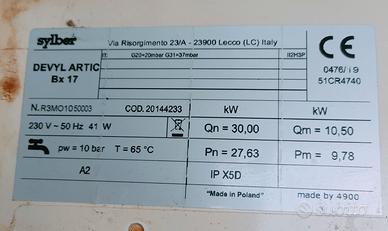 sylber
Via Risorgimento 23/A - 23900 Lecco (LC) Italy
DEVYL ARTIC
Bx 17
IT: G20=20mbar G31=37mbar II2H3P
CE
0476/19
51CR4740
N. R3MO1050003 COD. 20144233 kW kW
230 V ~ 50 Hz 41 W Qn = 30,00 Qm = 10,50
pw = 10 bar T = 65 °C Pn = 27,63 Pm = 9,78
A2 IP X5D
"Made in Poland" made by 4900
subito